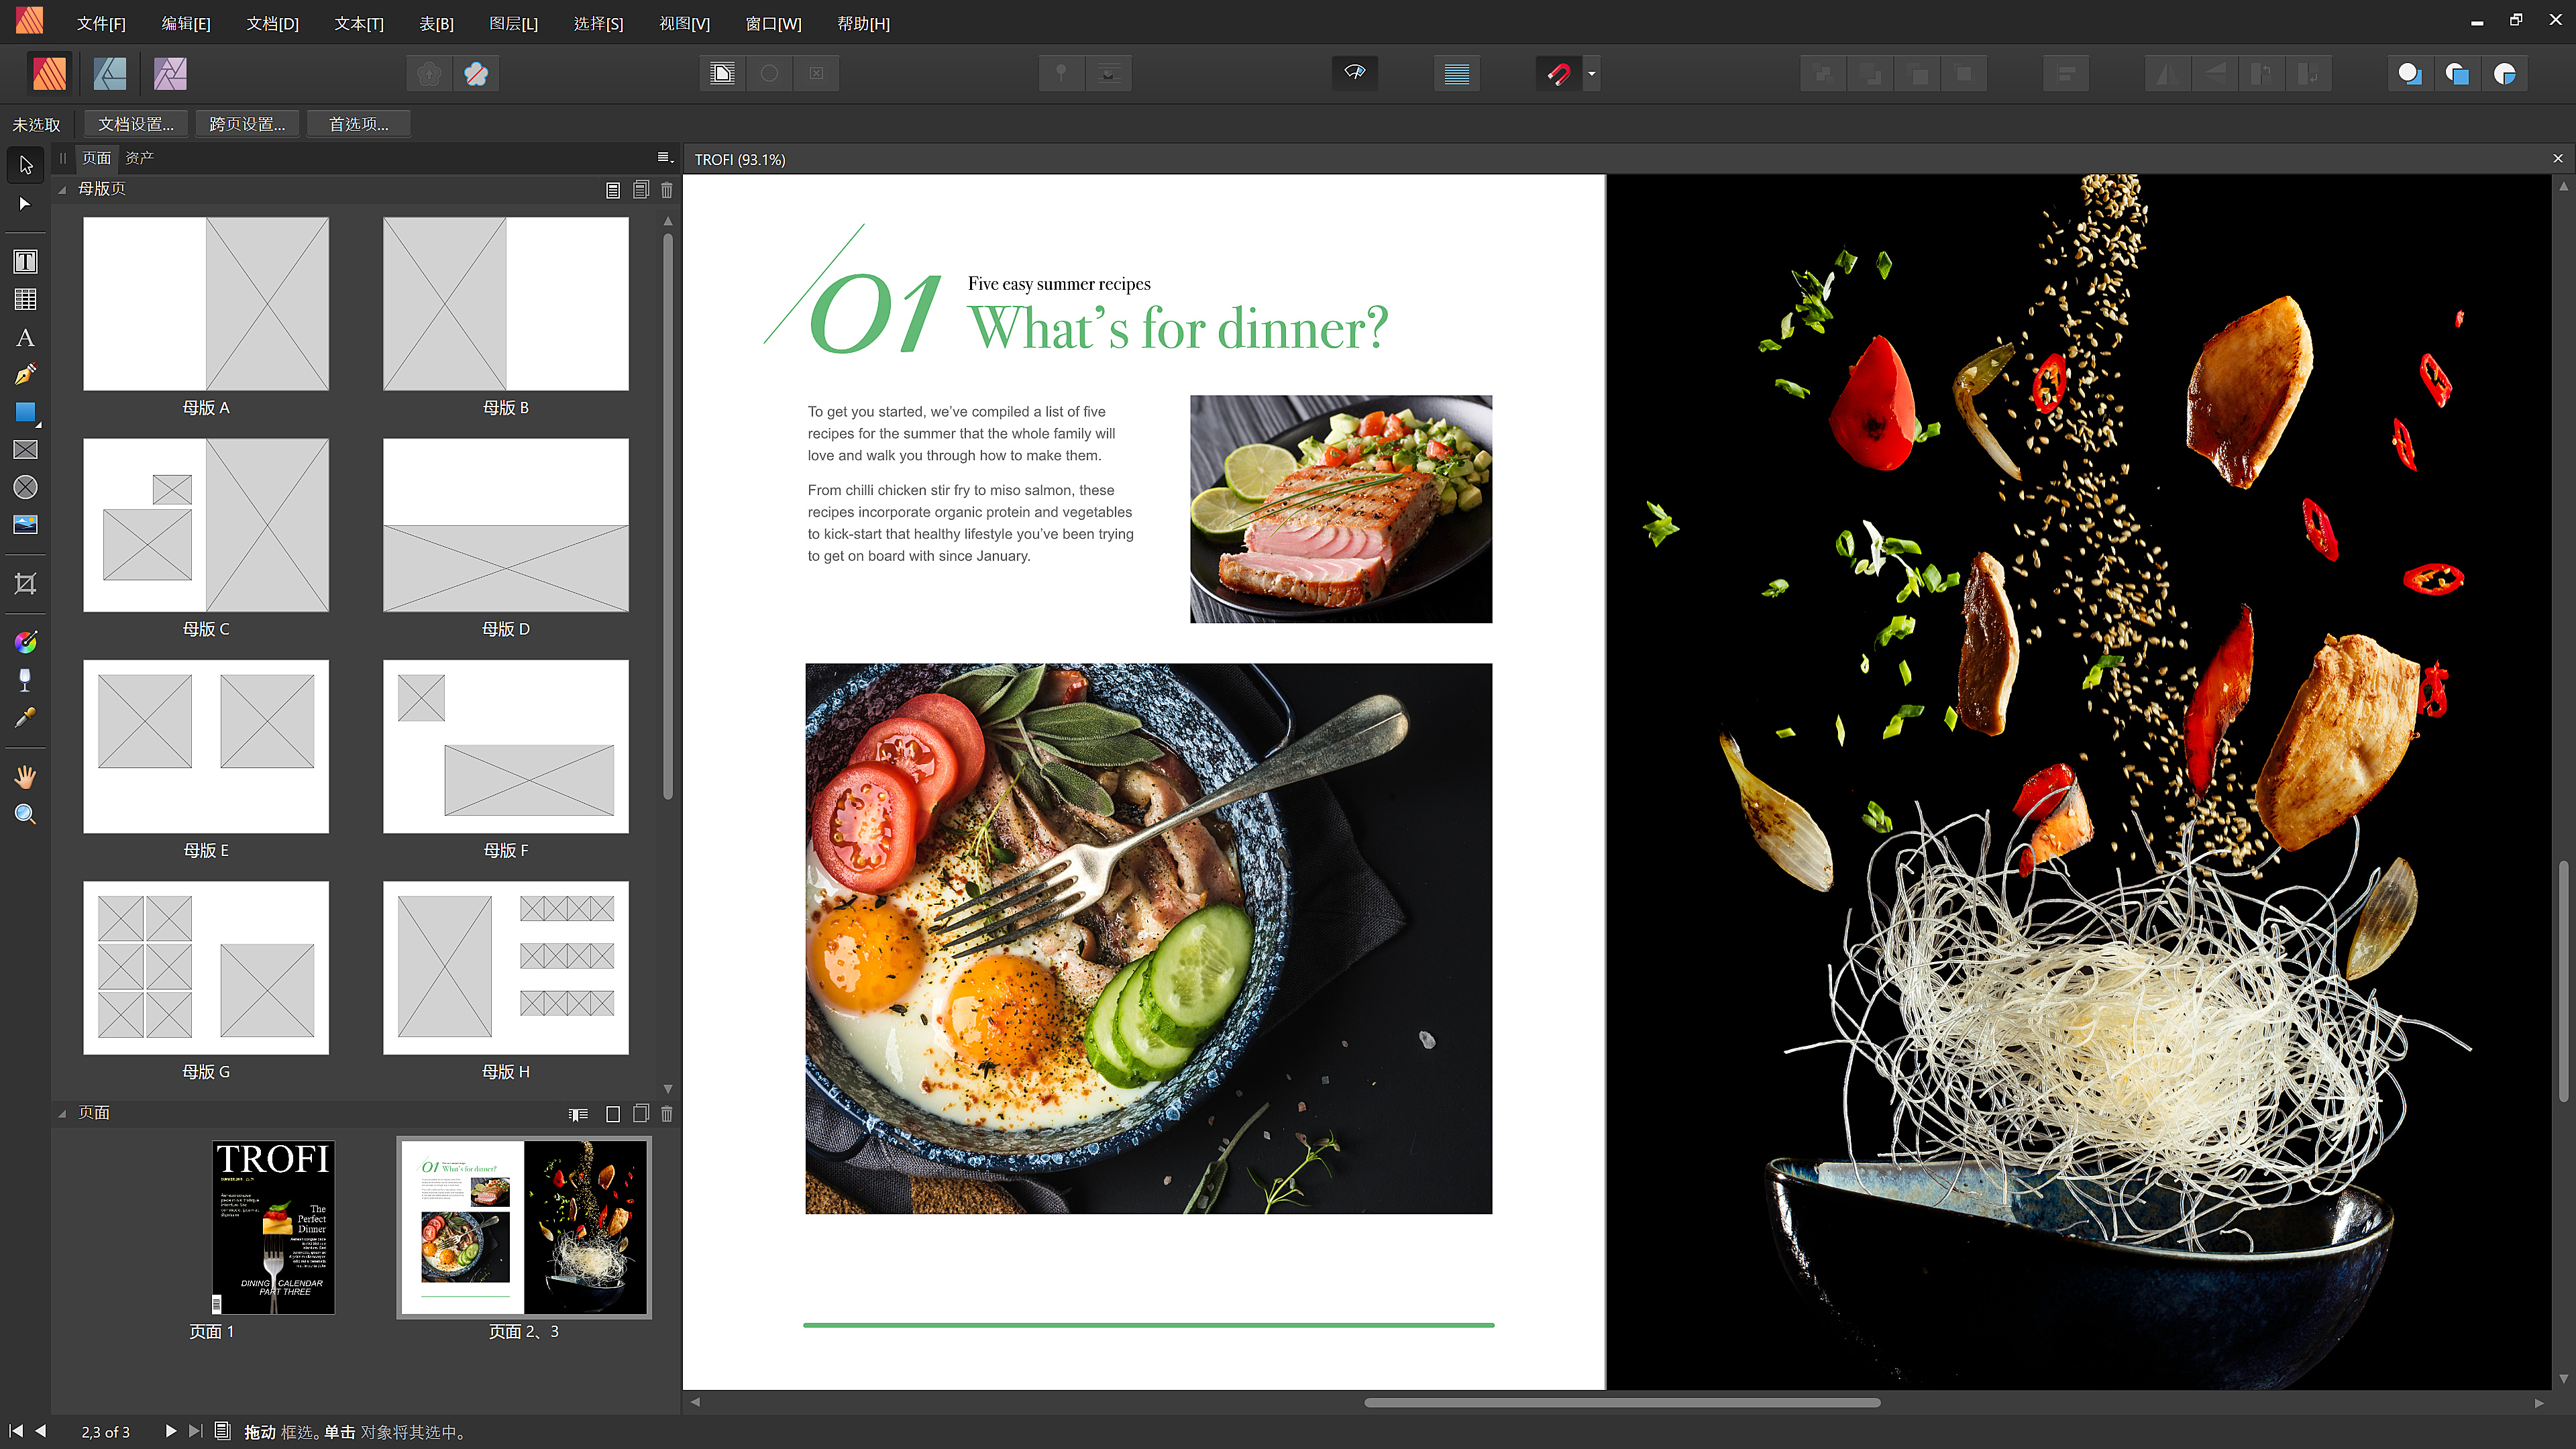 文件[F] 编辑[E] 文档[D] 文本[T] 表[B] 图层[L] 选择[S] 视图[V] 窗口[W] 帮助[H]
未选取 文档设置... 跨页设置... 首选项...
页面 资产
母版页
母版 A 母版 B
母版 C 母版 D
母版 E 母版 F
母版 G 母版 H
页面
TROFI
The
Perfect
Dinner
DINING CALENDAR
PART THREE
01 What's for dinner?
页面 1 页面 2、3
TROFI (93.1%)
01
Five easy summer recipes
What’s for dinner?
To get you started, we’ve compiled a list of five
recipes for the summer that the whole family will
love and walk you through how to make them.
From chilli chicken stir fry to miso salmon, these
recipes incorporate organic protein and vegetables
to kick-start that healthy lifestyle you’ve been trying
to get on board with since January.
2,3 of 3 拖动 框选。单击 对象将其选中。